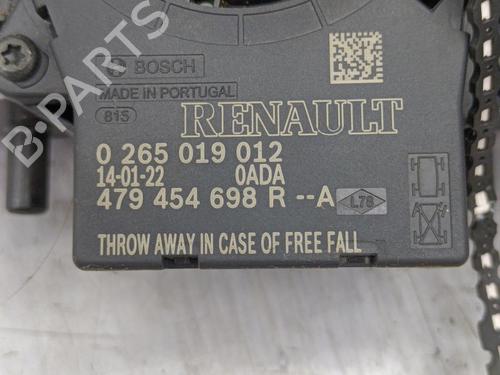 BOSCH
MADE IN PORTUGAL
815
RENAULT
0 265 019 012
14-01-22 0ADA
479 454 698 R --A L78
THROW AWAY IN CASE OF FREE FALL
B-PARTS